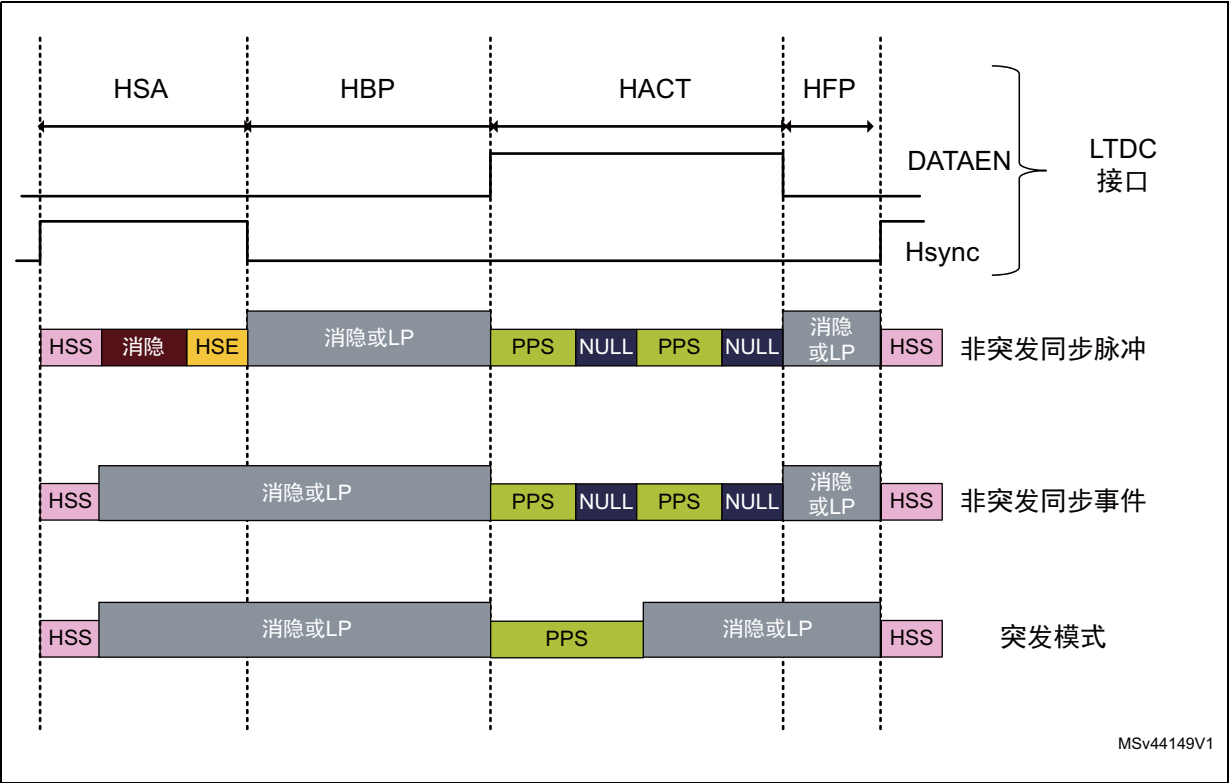 HSA HBP HACT HFP
DATAEN
LTDC
接口
Hsync
HSS 消隐 HSE 消隐或LP PPS NULL PPS NULL 消隐
或LP HSS 非突发同步脉冲
HSS 消隐或LP PPS NULL PPS NULL 消隐
或LP HSS 非突发同步事件
HSS 消隐或LP PPS 消隐或LP HSS 突发模式
MSv44149V1